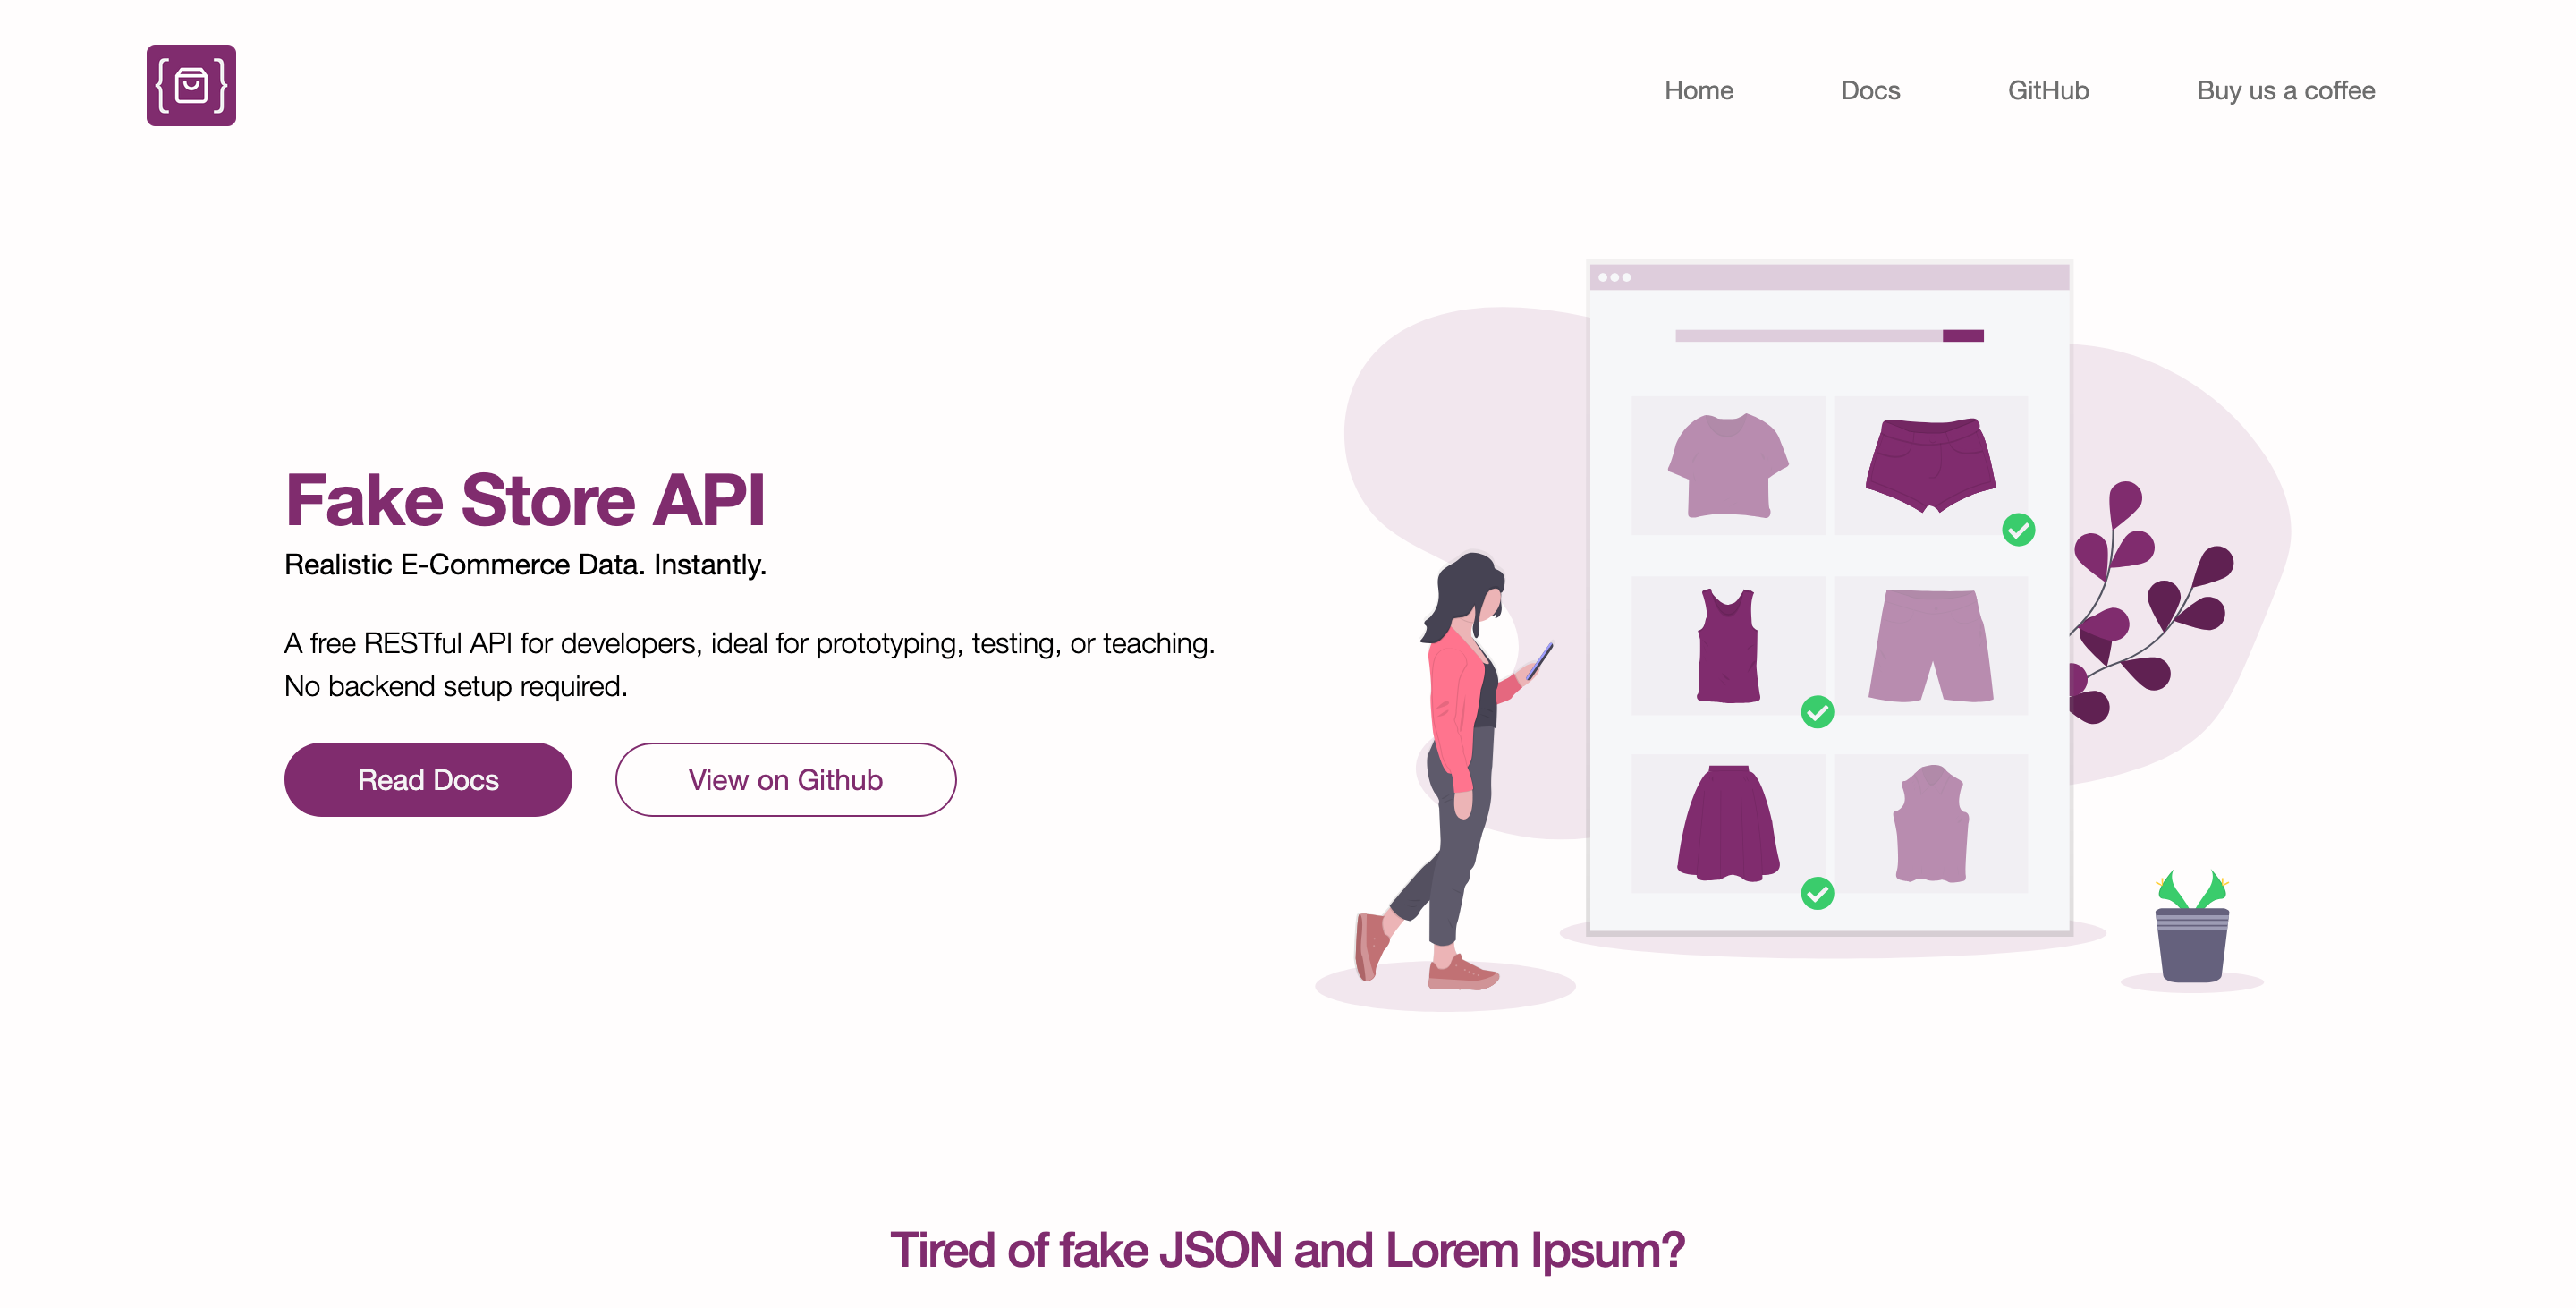 Home
Docs
GitHub
Buy us a coffee
Fake Store API
Realistic E-Commerce Data. Instantly.
A free RESTful API for developers, ideal for prototyping, testing, or teaching.
No backend setup required.
Read Docs
View on Github
Tired of fake JSON and Lorem Ipsum?